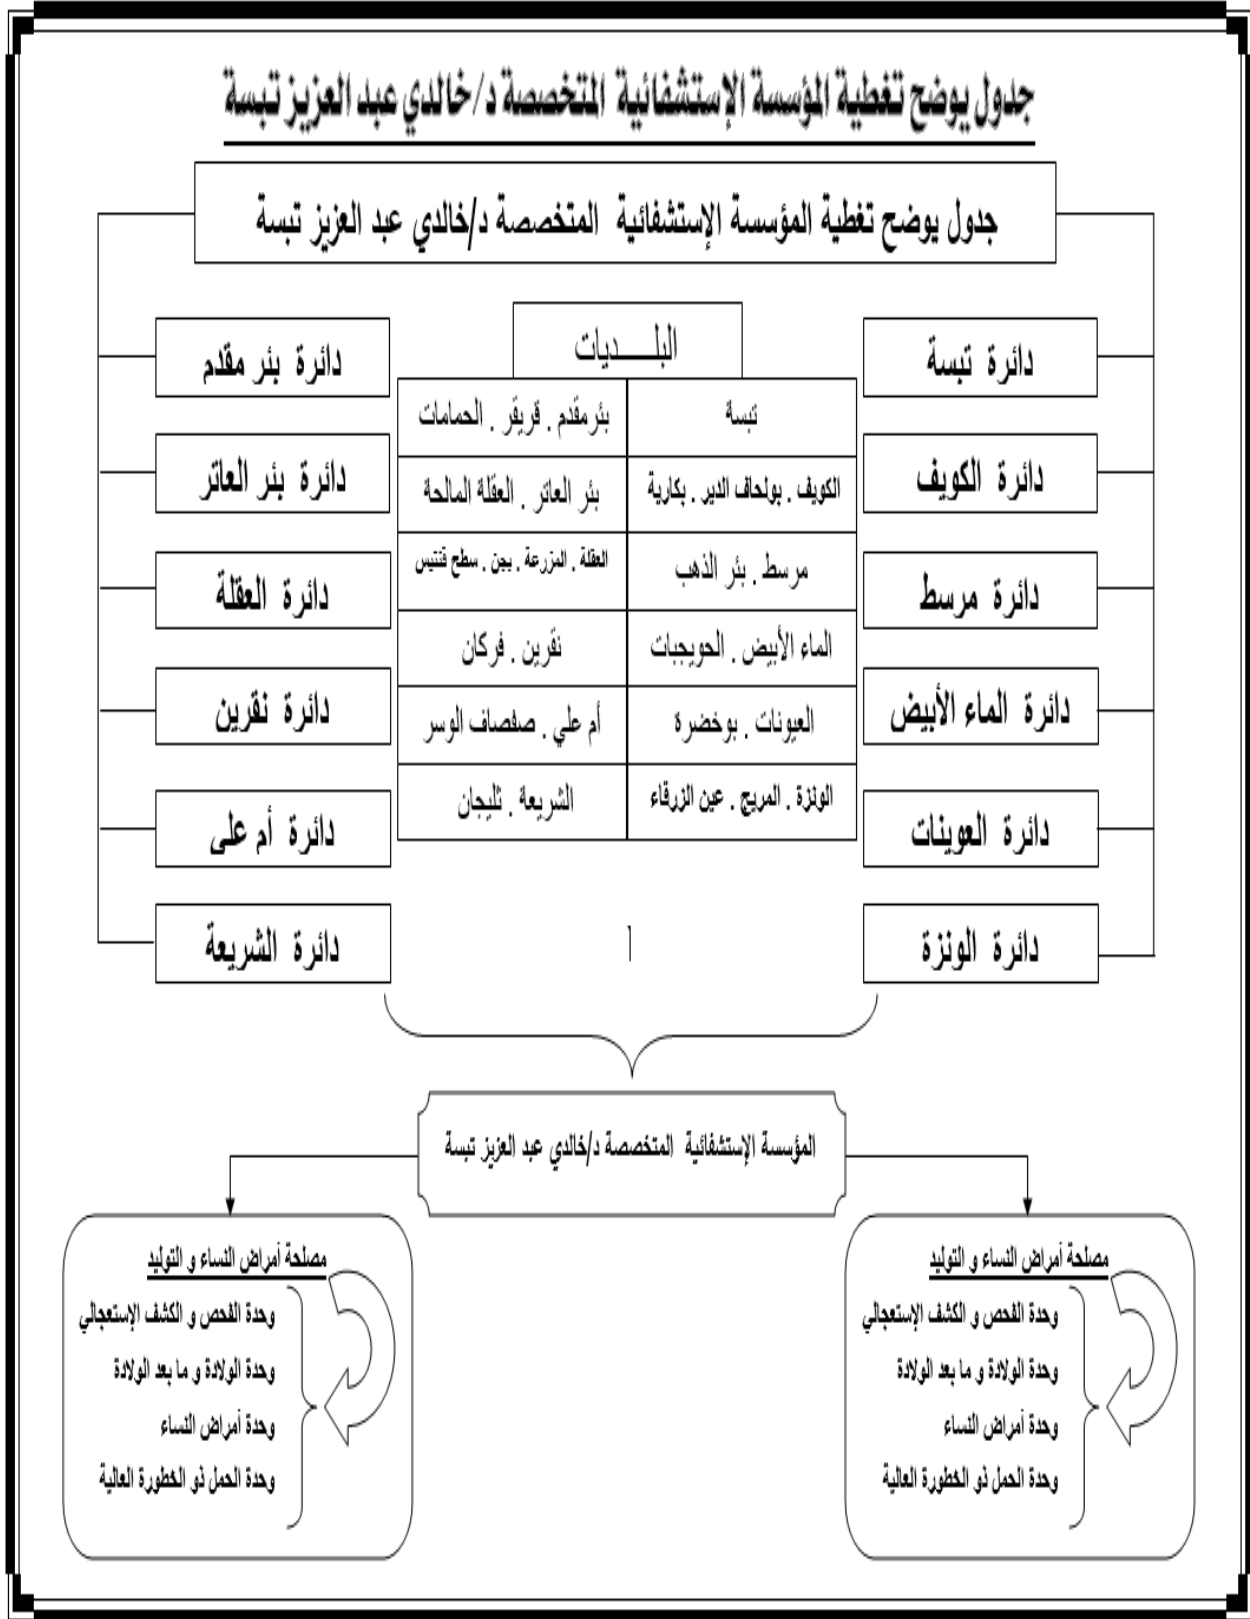 جدول يوضح تغطية المؤسسة الإستشفائية المتخصصة د/خالدي عبد العزيز تبسة
جدول يوضح تغطية المؤسسة الإستشفائية المتخصصة د/خالدي عبد العزيز تبسة
البلـــديات
دائرة تبسة
دائرة الكويف
دائرة مرسط
دائرة الماء الأبيض
دائرة العوينات
دائرة الونزة
تبسة
بئرمقدم . قريقر . الحمامات
الكويف . بولحاف الدير . بكارية
بئر العاتر . العقلة المالحة
مرسط . بئر الذهب
العقلة . المزرعة . بجن . سطح قنتيس
الماء الأبيض . الحويجبات
نقرين . فركان
العيونات . بوخضرة
أم علي . صفصاف الوسر
الونزة . المريج . عين الزرقاء
الشريعة . ثليجان
دائرة بئر مقدم
دائرة بئر العاتر
دائرة العقلة
دائرة نقرين
دائرة أم على
دائرة الشريعة
المؤسسة الإستشفائية المتخصصة د/خالدي عبد العزيز تبسة
مصلحة أمراض النساء و التوليد
وحدة الفحص و الكشف الإستعجالي
وحدة الولادة و ما بعد الولادة
وحدة أمراض النساء
وحدة الحمل ذو الخطورة العالية
مصلحة أمراض النساء و التوليد
وحدة الفحص و الكشف الإستعجالي
وحدة الولادة و ما بعد الولادة
وحدة أمراض النساء
وحدة الحمل ذو الخطورة العالية